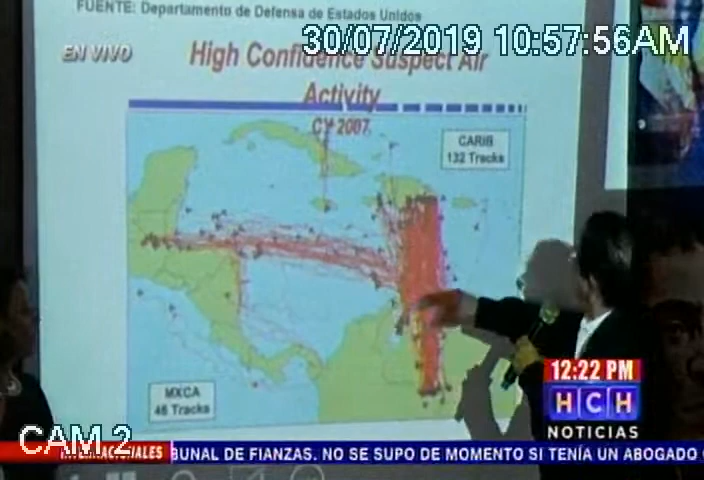 FUENTE: Departamento de Defensa de Estados Unidos
30/07/2019 10:57:56AM
EN VIVO
High Confidence Suspect Air
Activity
CY 2007
CARIB
132 Tracks
MXCA
46 Tracks
12:22 PM
HCH
NOTICIAS
CAM 2
INTERNACIONALES
BUNAL DE FIANZAS. NO SE SUPO DE MOMENTO SI TENÍA UN ABOGADO